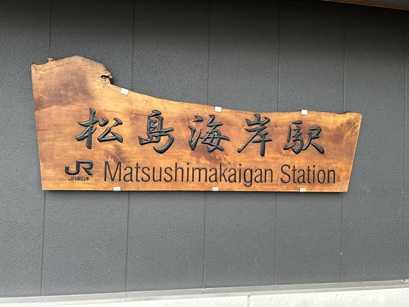 松島海岸駅
JR Matsushimakaigan Station